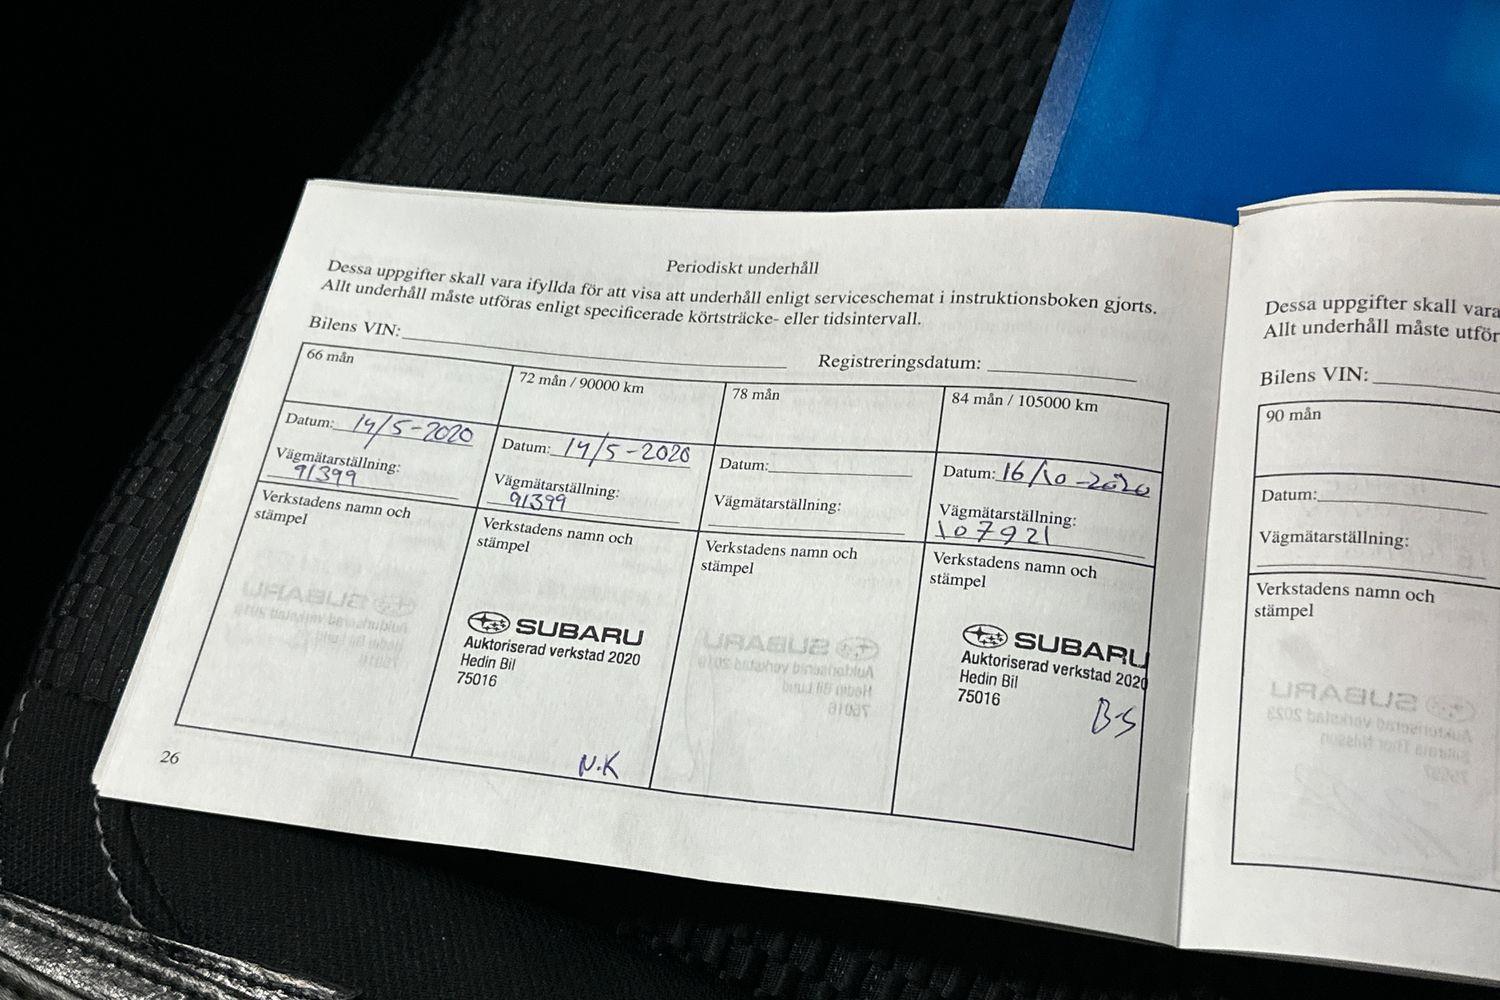 Periodiskt underhåll
Dessa uppgifter skall vara ifyllda för att visa att underhåll enligt serviceschemat i instruktionsboken gjorts.
Allt underhåll måste utföras enligt specificerade körtsträcke- eller tidsintervall.
Bilens VIN:
Registreringsdatum:
66 mån
Datum: 14/5-2020
Vägmätarställning:
91399
Verkstadens namn och
stämpel
72 mån / 90000 km
Datum: 14/5-2020
Vägmätarställning:
91399
Verkstadens namn och
stämpel
SUBARU
Auktoriserad verkstad 2020
Hedin Bil
75016
N.K
78 mån
Datum:
Vägmätarställning:
Verkstadens namn och
stämpel
84 mån / 105000 km
Datum: 16/10-2020
Vägmätarställning:
107921
Verkstadens namn och
stämpel
SUBARU
Auktoriserad verkstad 2020
Hedin Bil
75016
B-S
26
Dessa uppgifter skall vara
Allt underhåll måste utför
Bilens VIN:
90 mån
Datum:
Vägmätarställning:
Verkstadens namn och
stämpel